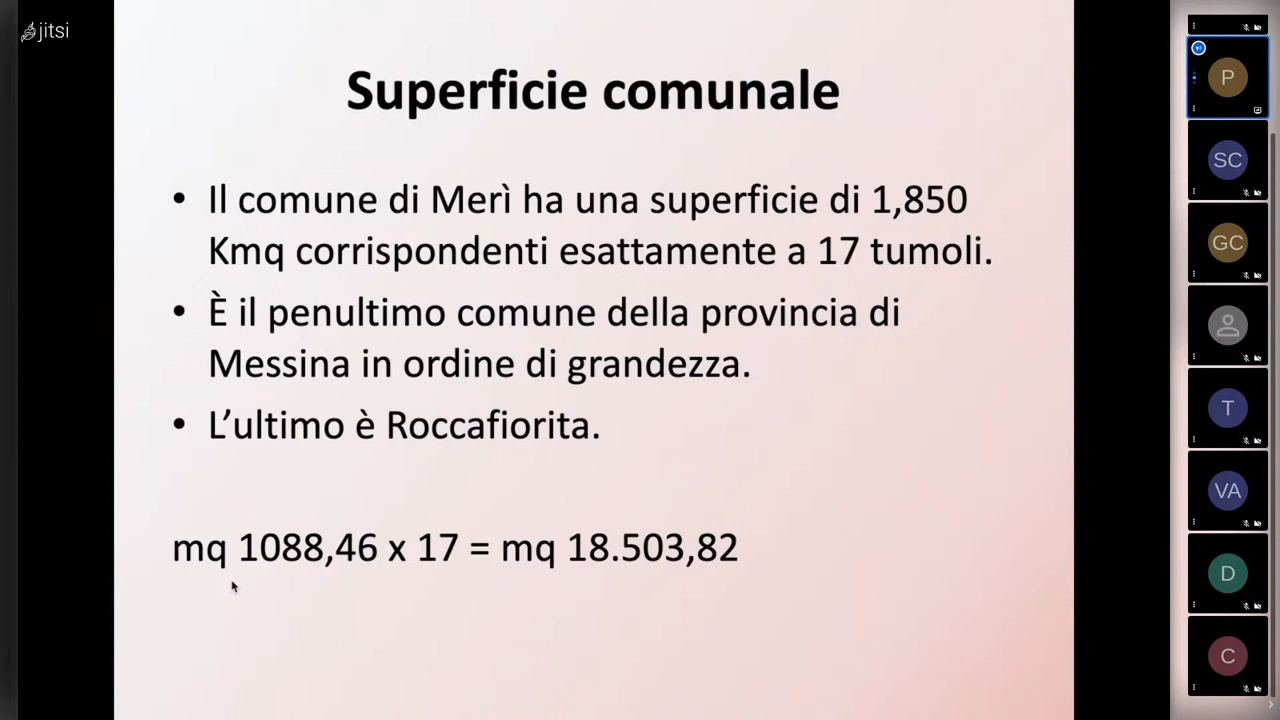 jitsi
Superficie comunale
• Il comune di Merì ha una superficie di 1,850
Kmq corrispondenti esattamente a 17 tumoli.
• È il penultimo comune della provincia di
Messina in ordine di grandezza.
• L’ultimo è Roccafiorita.
mq 1088,46 x 17 = mq 18.503,82
P
SC
GC
T
VA
D
C